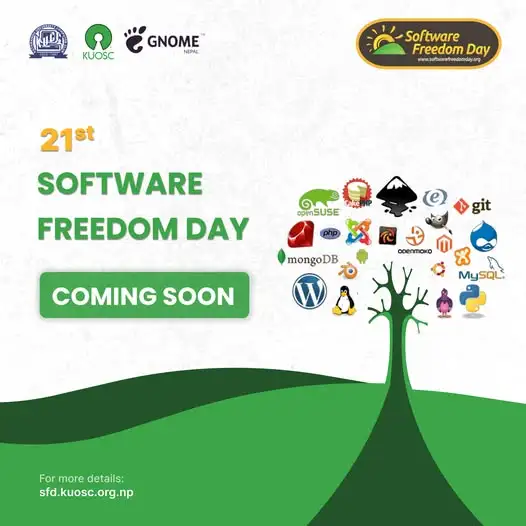 KUOSC
GNOME™
NEPAL
Software
Freedom Day
www.softwarefreedomday.org
21st
SOFTWARE
FREEDOM DAY
COMING SOON
openSUSE
git
php
OPENMOKO
mongoDB
MySQL
For more details:
sfd.kuosc.org.np